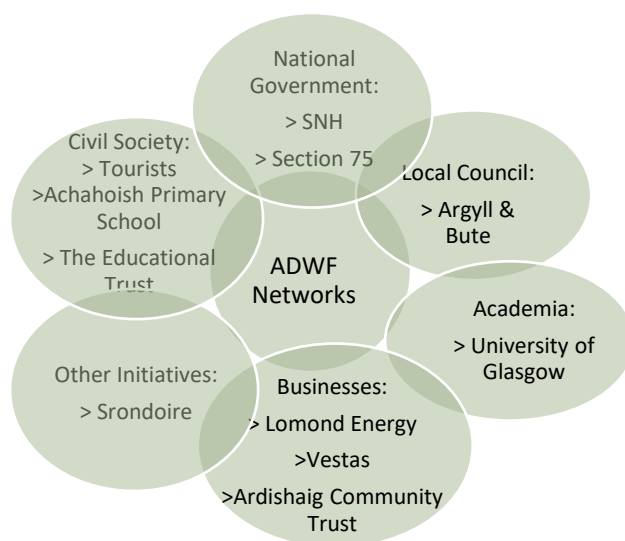 National
Government:
> SNH
> Section 75
Civil Society:
> Tourists
>Achahoish Primary
School
> The Educational
Trust
Local Council:
> Argyll &
Bute
ADWF
Networks
Academia:
> University of
Glasgow
Other Initiatives:
> Srondoire
Businesses:
> Lomond Energy
>Vestas
>Ardishaig Community
Trust